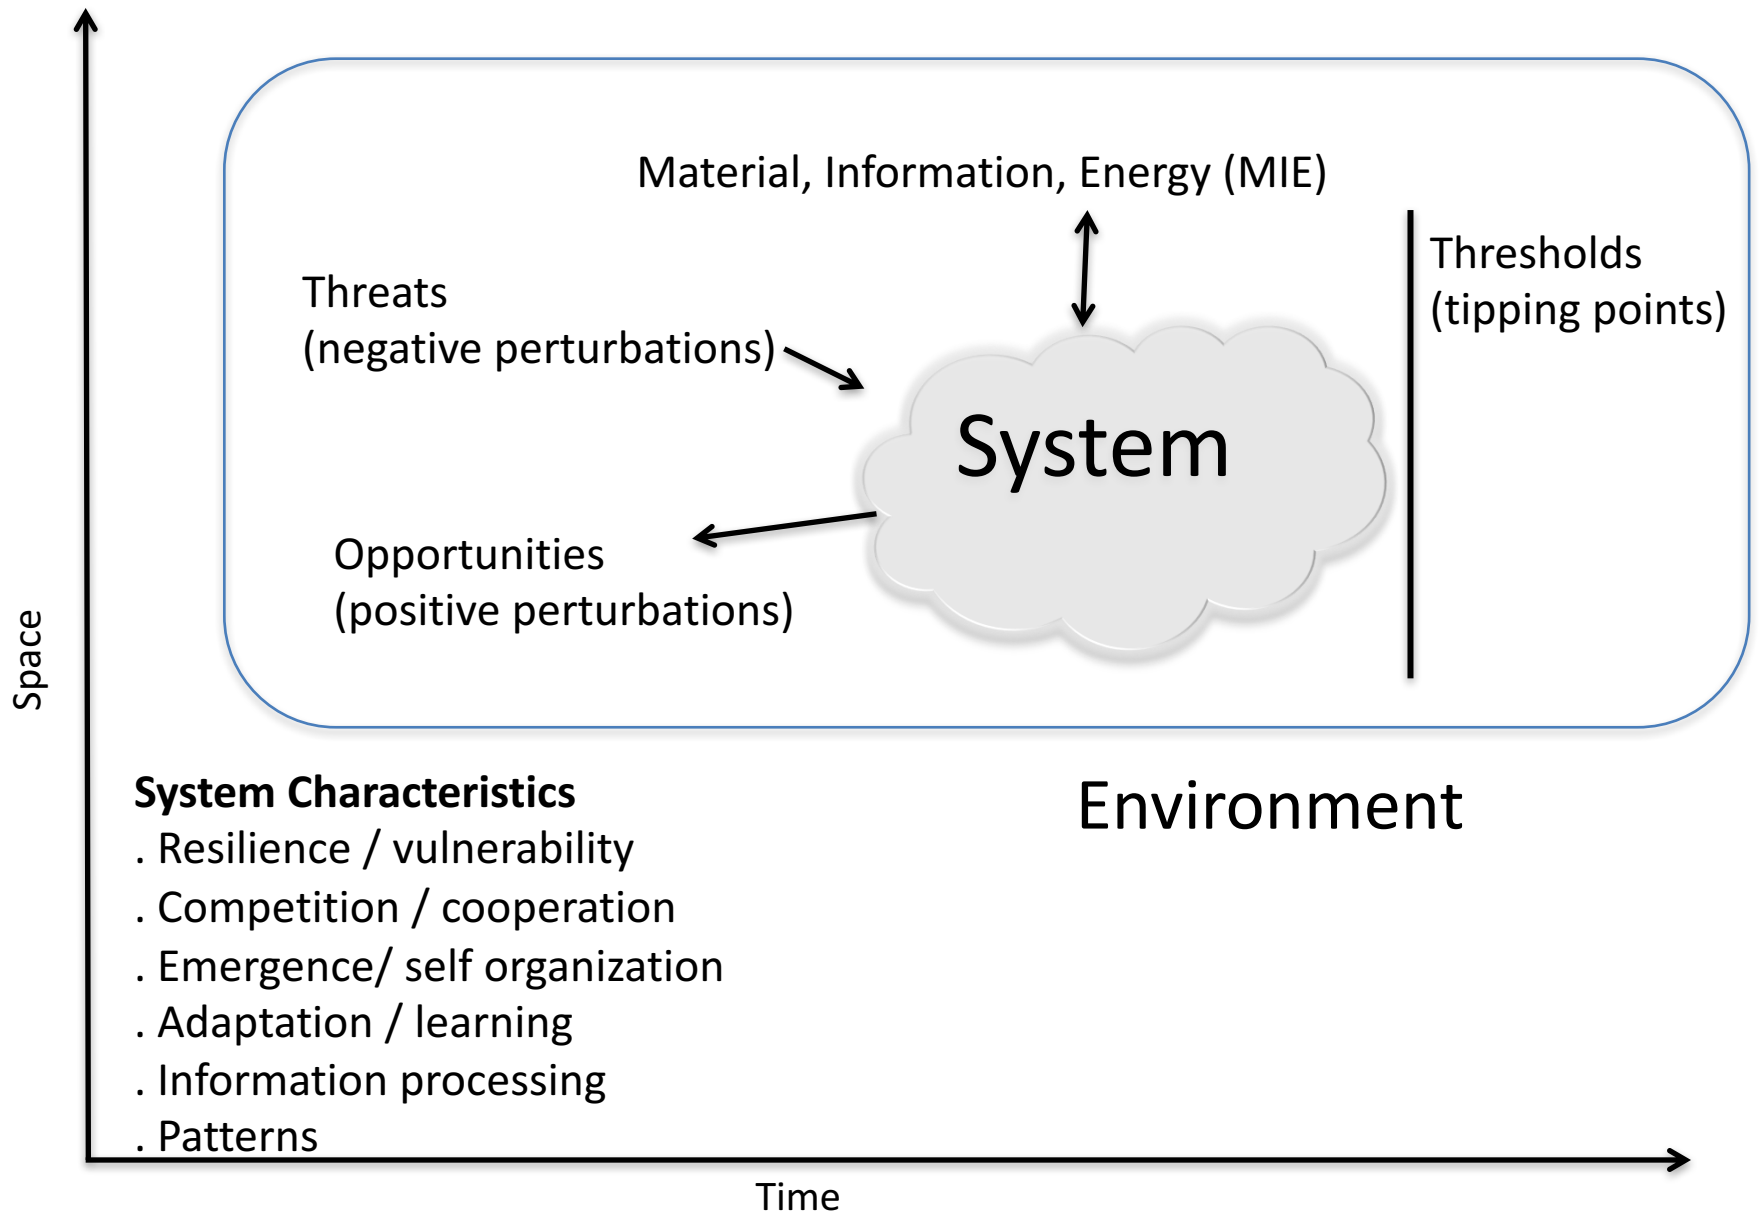 Material, Information, Energy (MIE)
Threats
(negative perturbations)
Thresholds
(tipping points)
System
Opportunities
(positive perturbations)
Space
System Characteristics
. Resilience / vulnerability
. Competition / cooperation
. Emergence/ self organization
. Adaptation / learning
. Information processing
. Patterns
Environment
Time